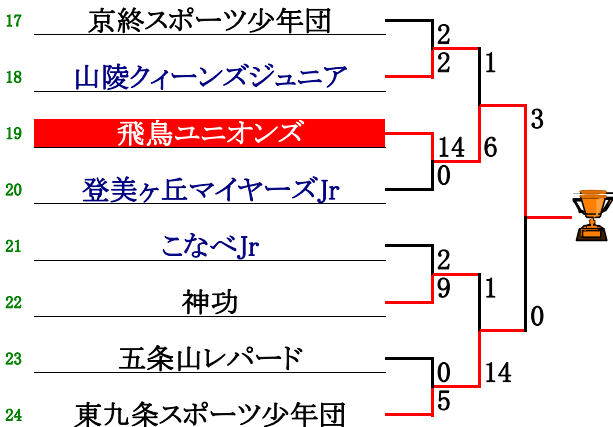 17 京終スポーツ少年団
2
18 山陵クィーンズジュニア
2
1
3
19 飛鳥ユニオンズ
14
6
20 登美ヶ丘マイヤーズJr
0
21 こなべJr
2
22 神功
9
1
0
23 五条山レパード
0
14
24 東九条スポーツ少年団
5